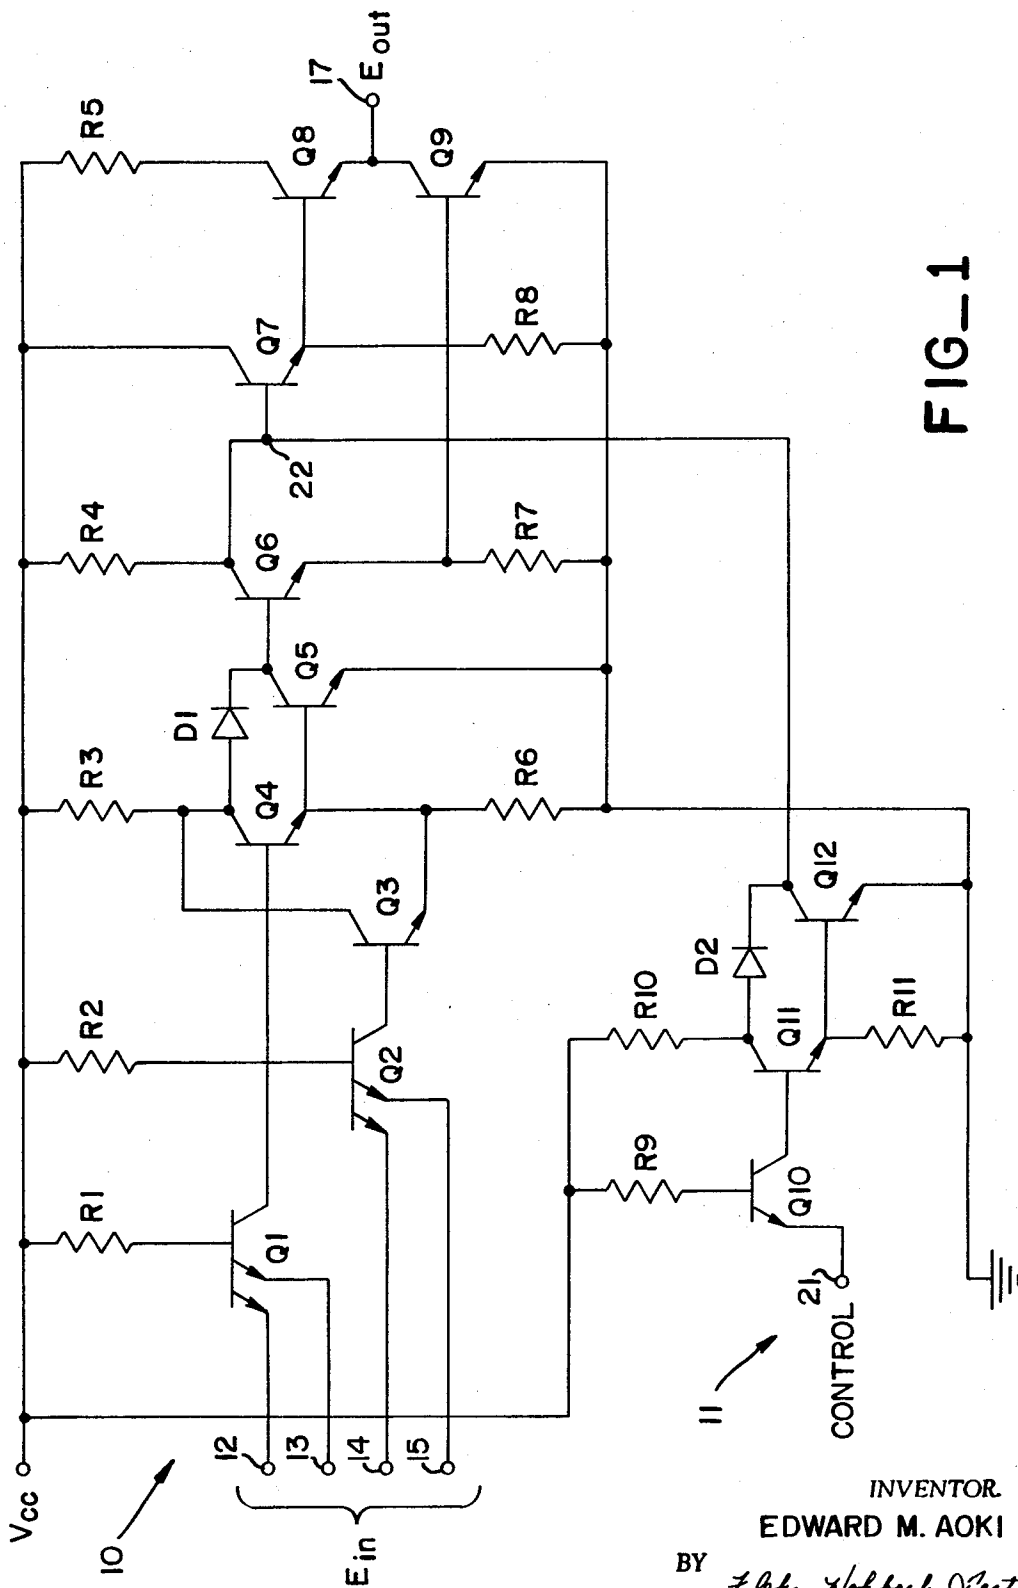 Vcc
10
R1
R2
R3
R4
R5
Q1
Q2
Q3
Q4
D1
Q5
Q6
22
Q7
Q8
17
E out
Q9
R6
R7
R8
12
13
14
15
E in
11
CONTROL
21
R9
Q10
R10
D2
Q11
Q12
R11
FIG_1
INVENTOR.
EDWARD M. AOKI
BY